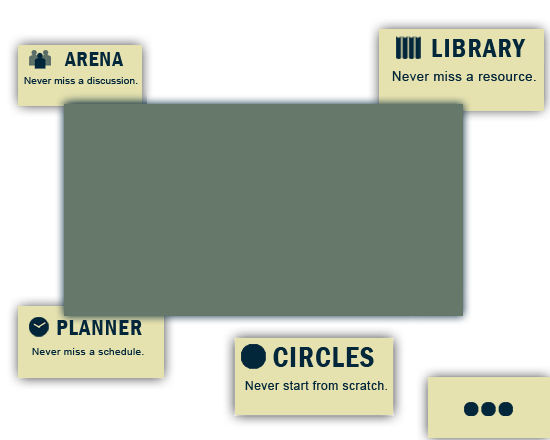 ARENA
Never miss a discussion.
LIBRARY
Never miss a resource.
PLANNER
Never miss a schedule.
CIRCLES
Never start from scratch.